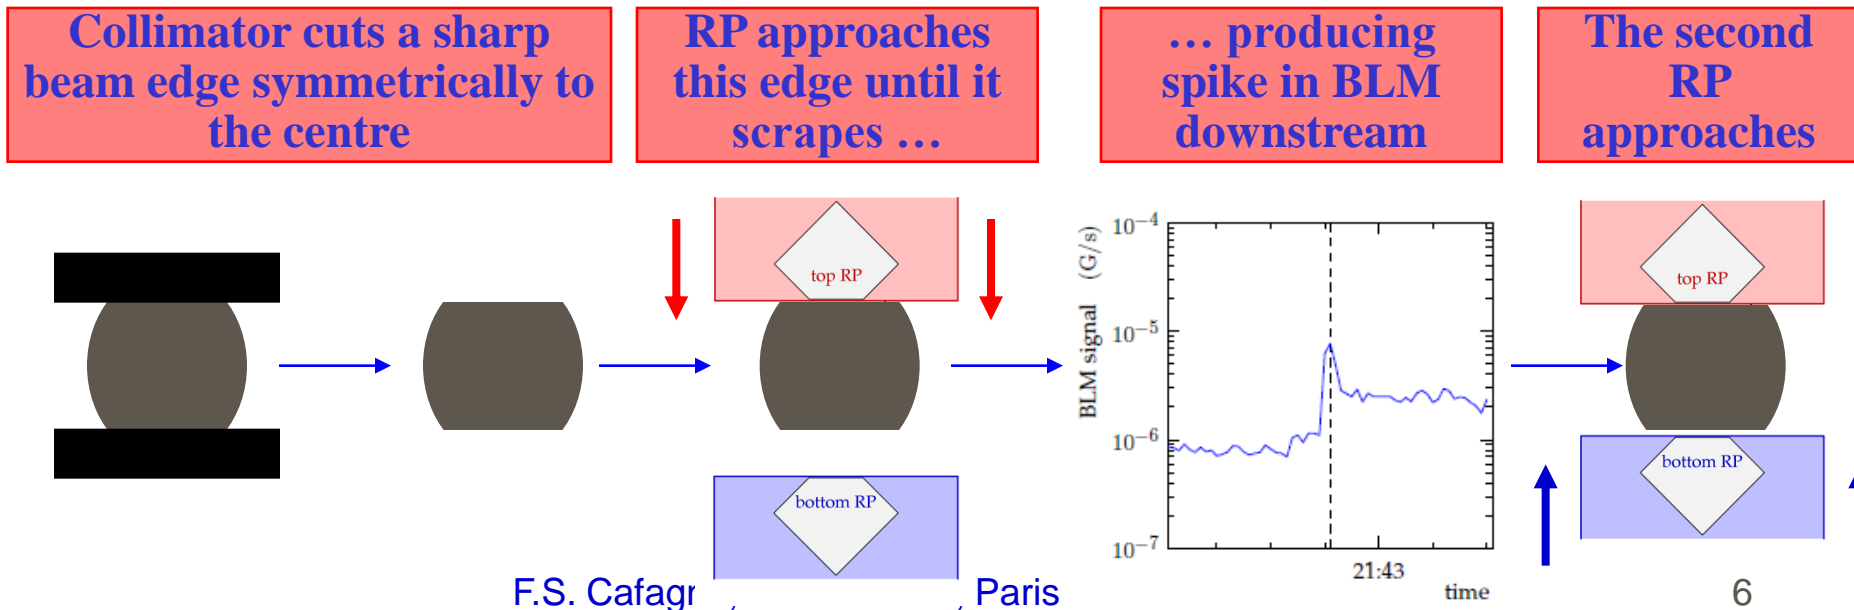 Collimator cuts a sharp
beam edge symmetrically to
the centre
RP approaches
this edge until it
scrapes …
… producing
spike in BLM
downstream
The second
RP
approaches
top RP
bottom RP
BLM signal (G/s)
10⁻⁴
10⁻⁵
10⁻⁶
10⁻⁷
21:43
time
top RP
bottom RP
F.S. Paris
6